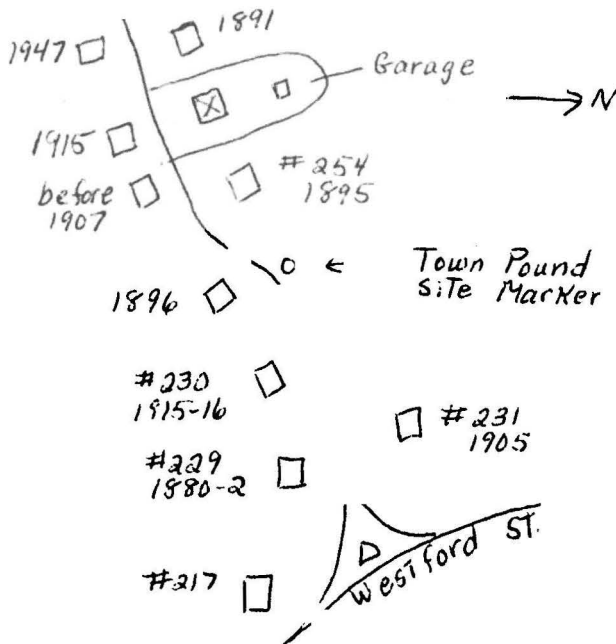 1891
1947
Garage
N
1915
# 254
1895
before
1907
Town Pound
Site Marker
1896
#230
1915-16
#231
1905
#229
1880-2
Westford ST.
#217